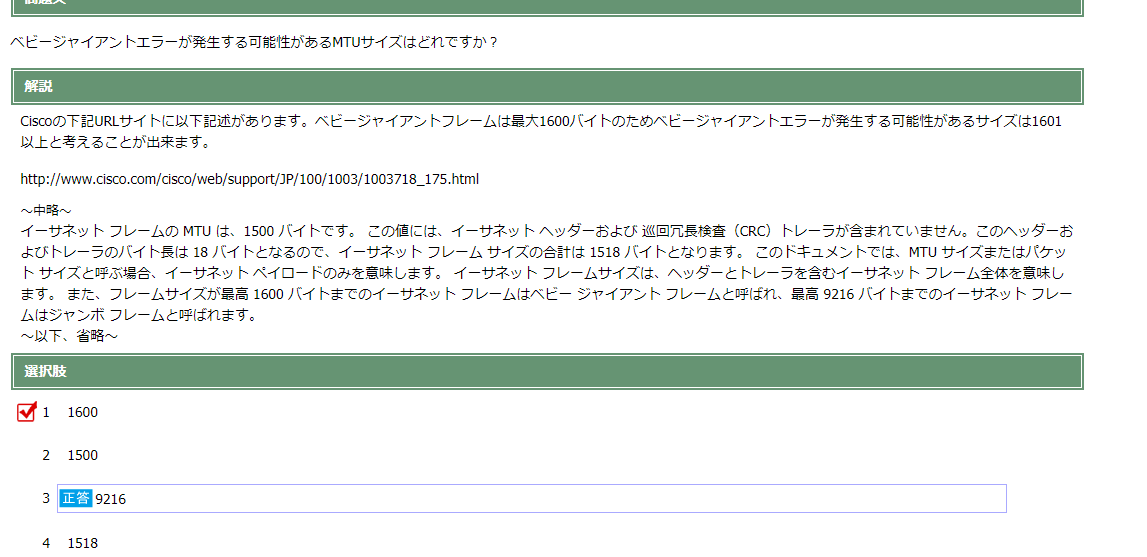 ベビージャイアントエラーが発生する可能性があるMTUサイズはどれですか？
解説
Ciscoの下記URLサイトに以下記述があります。ベビージャイアントフレームは最大1600バイトのためベビージャイアントエラーが発生する可能性があるサイズは1601
以上と考えることが出来ます。
http://www.cisco.com/cisco/web/support/JP/100/1003/1003718_175.html
～中略～
イーサネット フレームの MTU は、1500 バイトです。 この値には、イーサネット ヘッダーおよび 巡回冗長検査（CRC）トレーラが含まれていません。このヘッダーお
よびトレーラのバイト長は 18 バイトとなるので、イーサネット フレーム サイズの合計は 1518 バイトとなります。 このドキュメントでは、MTU サイズまたはパケッ
ト サイズと呼ぶ場合、イーサネット ペイロードのみを意味します。 イーサネット フレームサイズは、ヘッダーとトレーラを含むイーサネット フレーム全体を意味し
ます。 また、フレームサイズが最高 1600 バイトまでのイーサネット フレームはベビー ジャイアント フレームと呼ばれ、最高 9216 バイトまでのイーサネット フレー
ムはジャンボ フレームと呼ばれます。
～以下、省略～
選択肢
1 1600
2 1500
3 正答 9216
4 1518